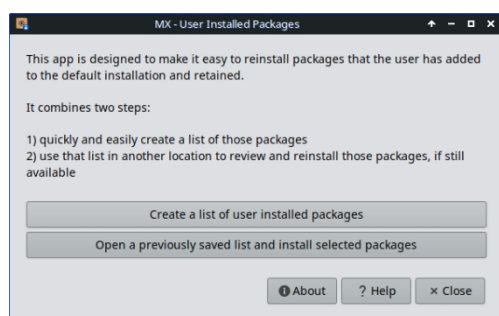 MX - User Installed Packages
This app is designed to make it easy to reinstall packages that the user has added
to the default installation and retained.
It combines two steps:
1) quickly and easily create a list of those packages
2) use that list in another location to review and reinstall those packages, if still
available
Create a list of user installed packages
Open a previously saved list and install selected packages
About ? Help × Close